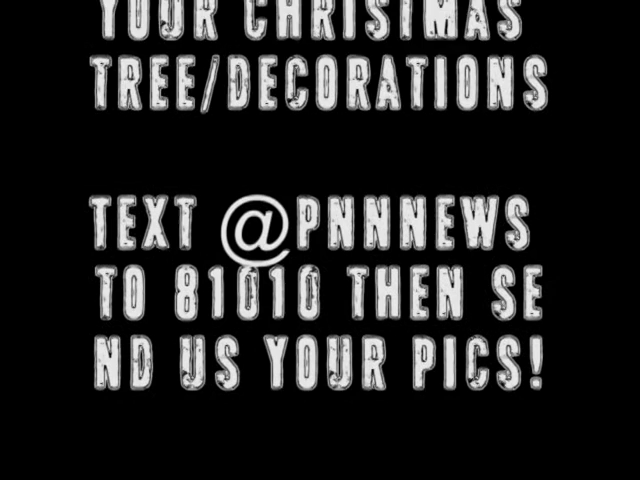 YOUR CHRISTMAS
TREE/DECORATIONS
TEXT @PNNNEWS
TO 81010 THEN SE
ND US YOUR PICS!